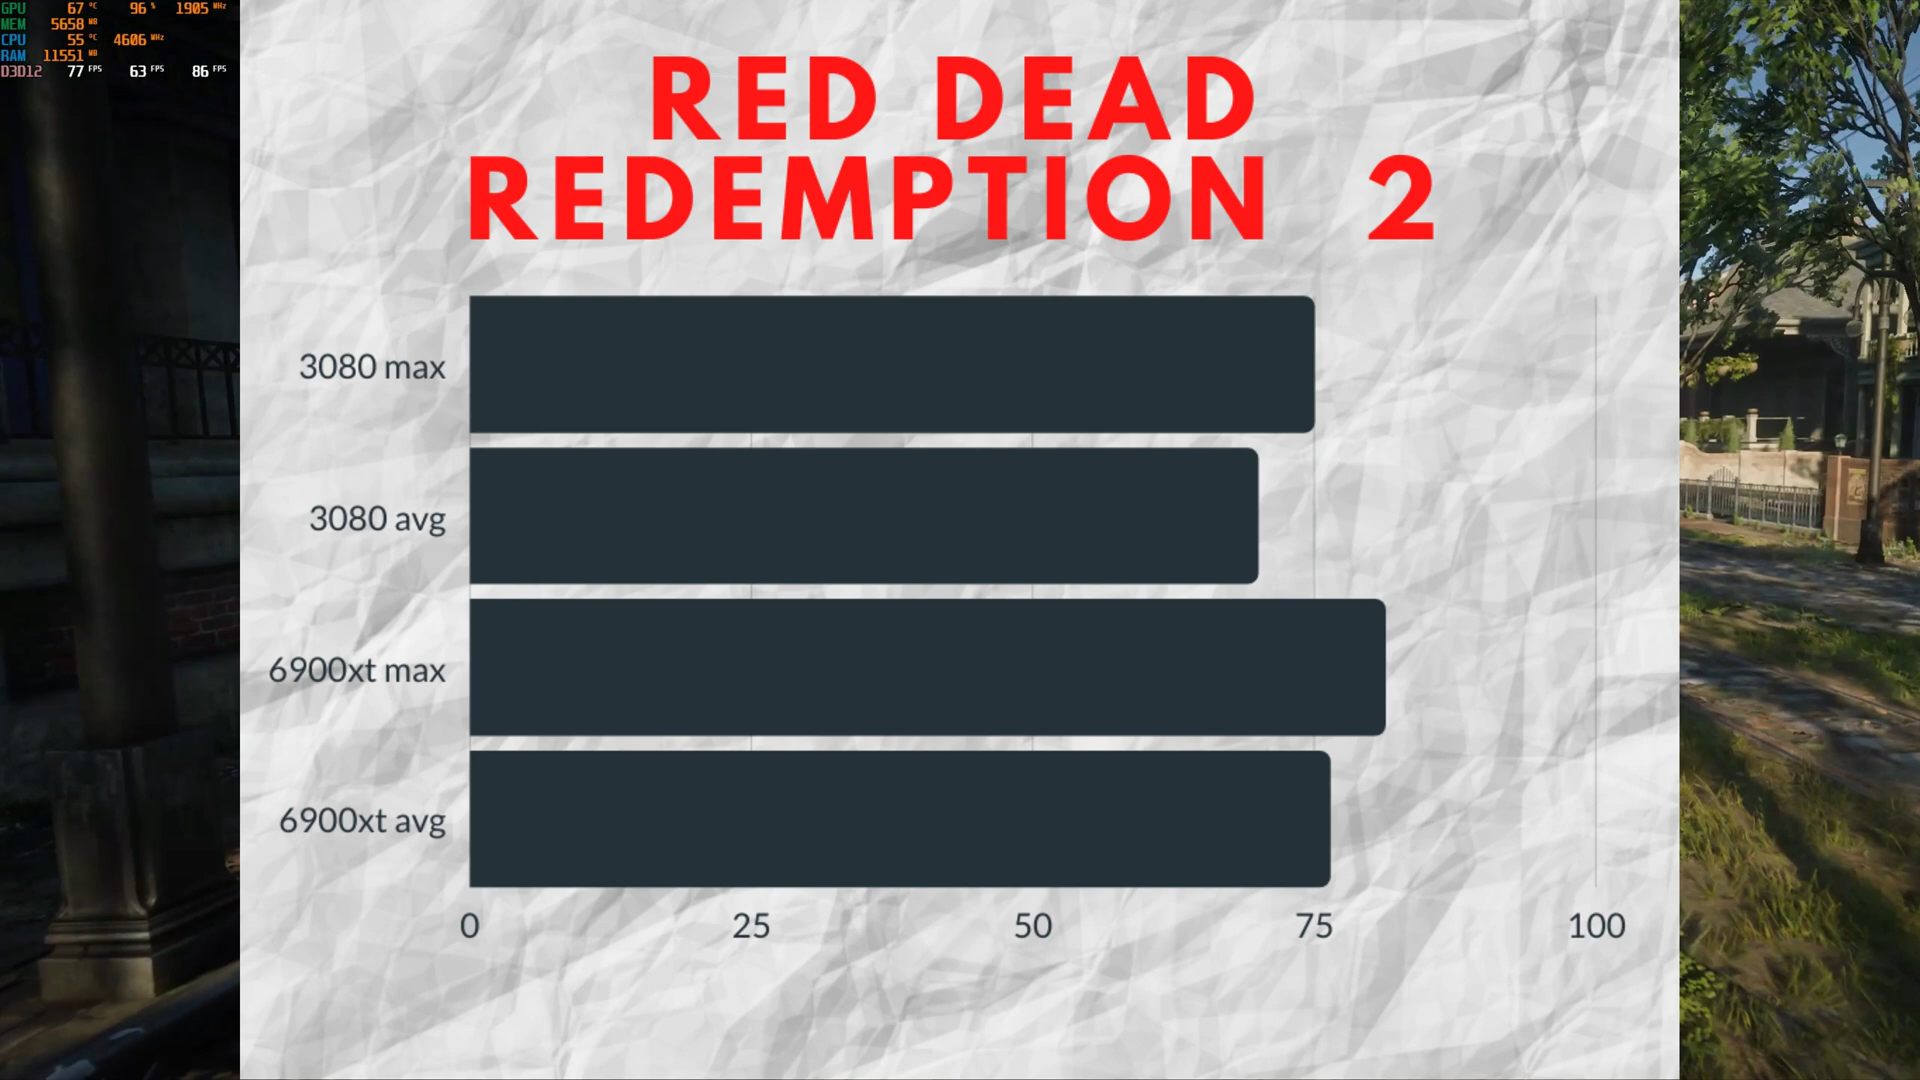 GPU 67 °C 96 % 1905 MHz
MEM 5658 MB
CPU 55 °C 4606 MHz
RAM 11551 MB
D3D12 77 FPS 63 FPS 86 FPS
RED DEAD
REDEMPTION 2
3080 max
3080 avg
6900xt max
6900xt avg
0 25 50 75 100